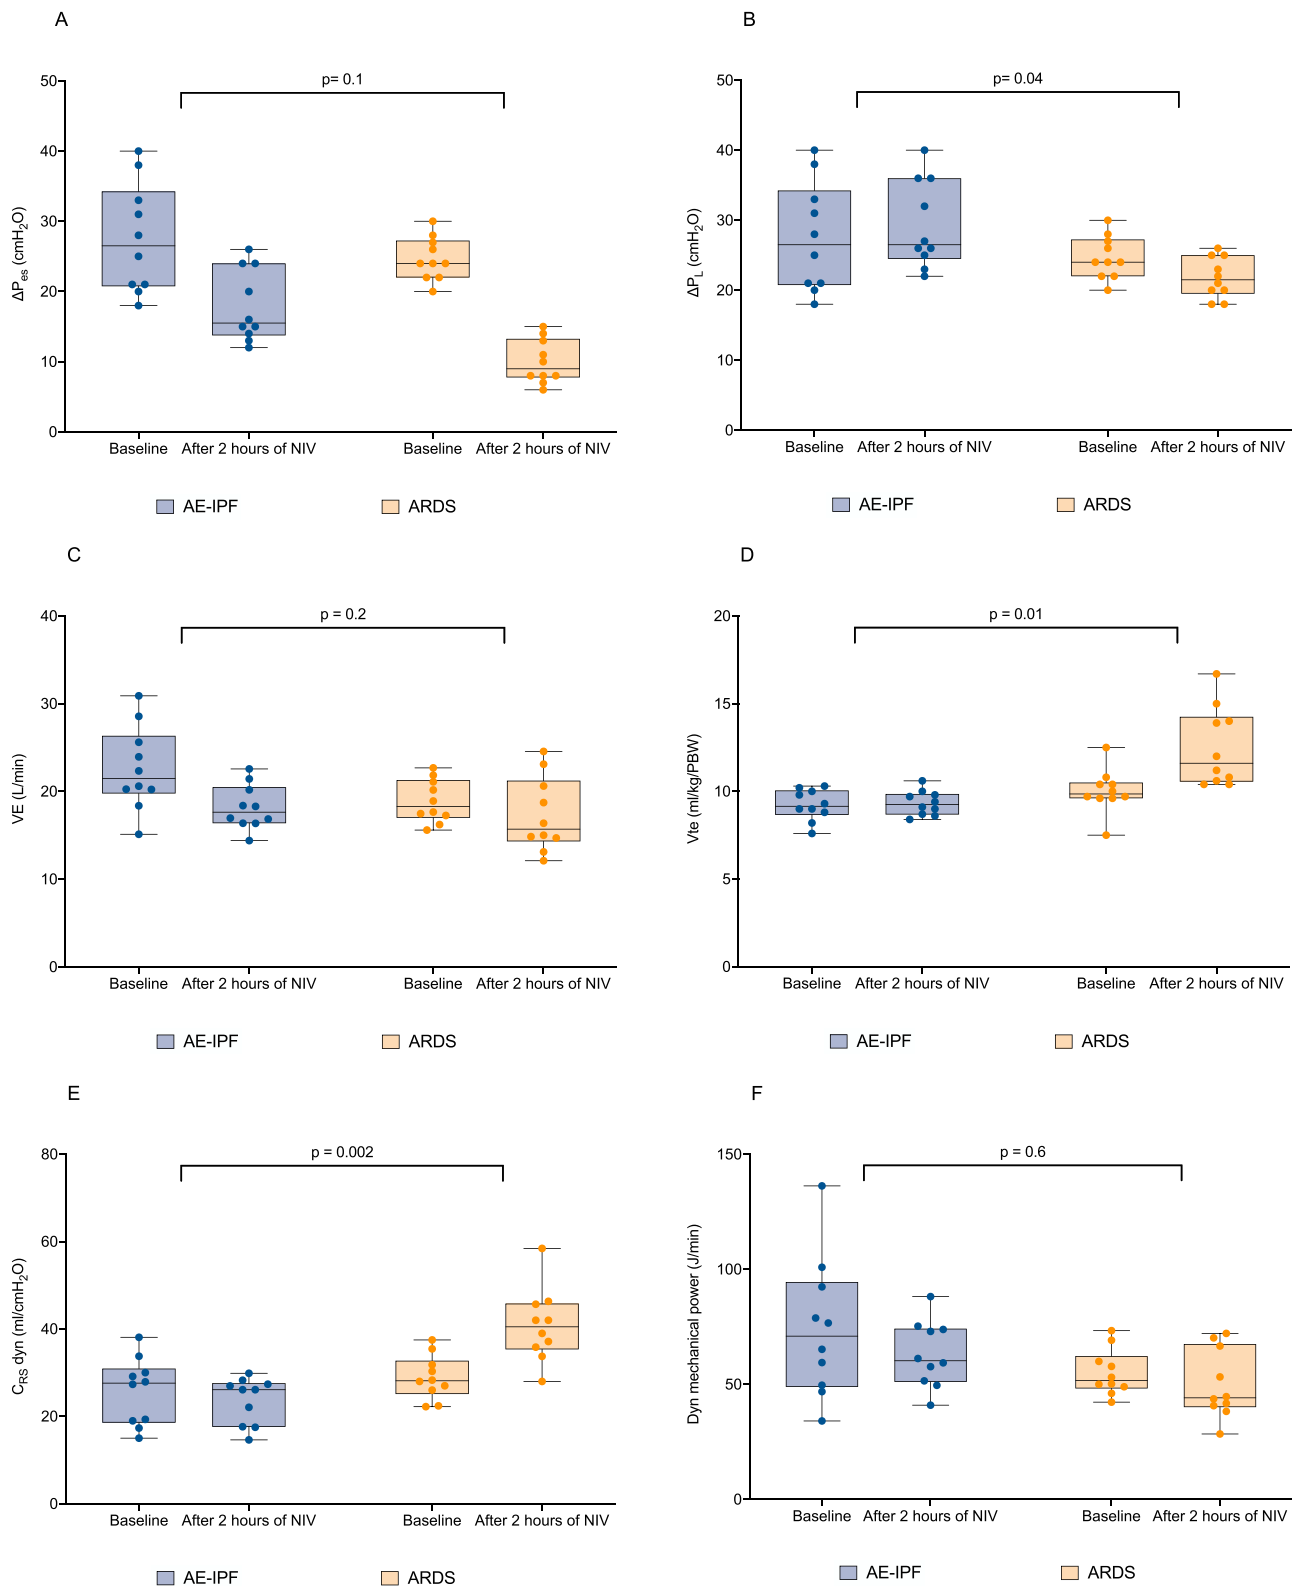 A
p= 0.1
50
40
30
20
10
0
ΔPes (cmH2O)
Baseline
After 2 hours of NIV
Baseline
After 2 hours of NIV
AE-IPF
ARDS
B
p = 0.04
50
40
30
20
10
0
ΔPL (cmH2O)
Baseline
After 2 hours of NIV
Baseline
After 2 hours of NIV
AE-IPF
ARDS
C
p = 0.2
40
30
20
10
0
VE (L/min)
Baseline
After 2 hours of NIV
Baseline
After 2 hours of NIV
AE-IPF
ARDS
D
p = 0.01
20
15
10
5
0
Vte (ml/kg/PBW)
Baseline
After 2 hours of NIV
Baseline
After 2 hours of NIV
AE-IPF
ARDS
E
p = 0.002
80
60
40
20
0
CRS dyn (ml/cmH2O)
Baseline
After 2 hours of NIV
Baseline
After 2 hours of NIV
AE-IPF
ARDS
F
p = 0.6
150
100
50
0
Dyn mechanical power (J/min)
Baseline
After 2 hours of NIV
Baseline
After 2 hours of NIV
AE-IPF
ARDS